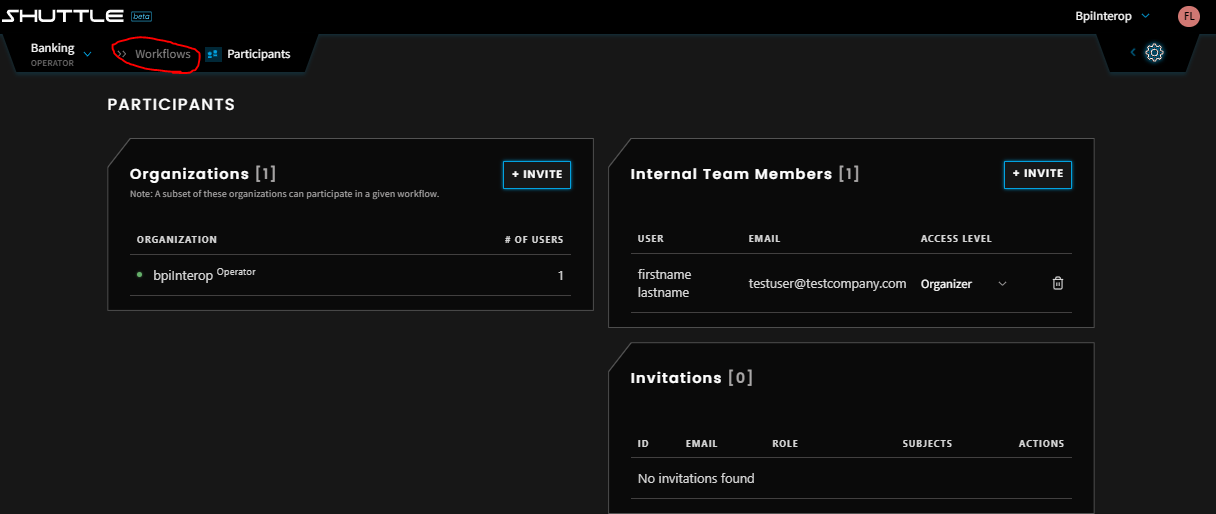 SHUTTLE beta
BpiInterop
FL
Banking
OPERATOR
Workflows
Participants
PARTICIPANTS
Organizations [1]
+ INVITE
Note: A subset of these organizations can participate in a given workflow.
ORGANIZATION # OF USERS
bpiInterop Operator 1
Internal Team Members [1]
+ INVITE
USER EMAIL ACCESS LEVEL
firstname
lastname
testuser@testcompany.com Organizer
Invitations [0]
ID EMAIL ROLE SUBJECTS ACTIONS
No invitations found